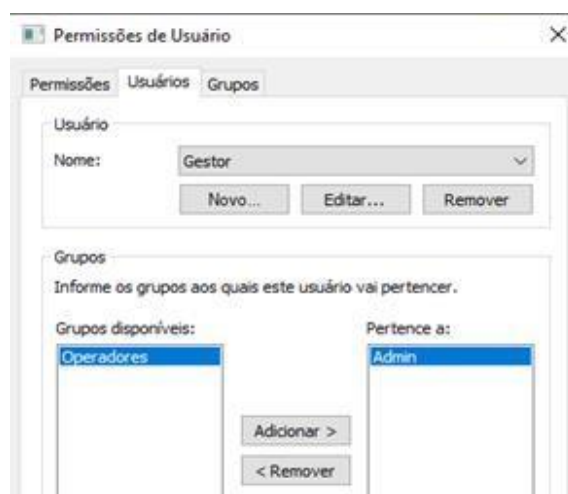 Permissões de Usuário
Permissões Usuários Grupos
Usuário
Nome: Gestor
Novo... Editar... Remover
Grupos
Informe os grupos aos quais este usuário vai pertencer.
Grupos disponíveis: Pertence a:
Operadores Admin
Adicionar >
< Remover